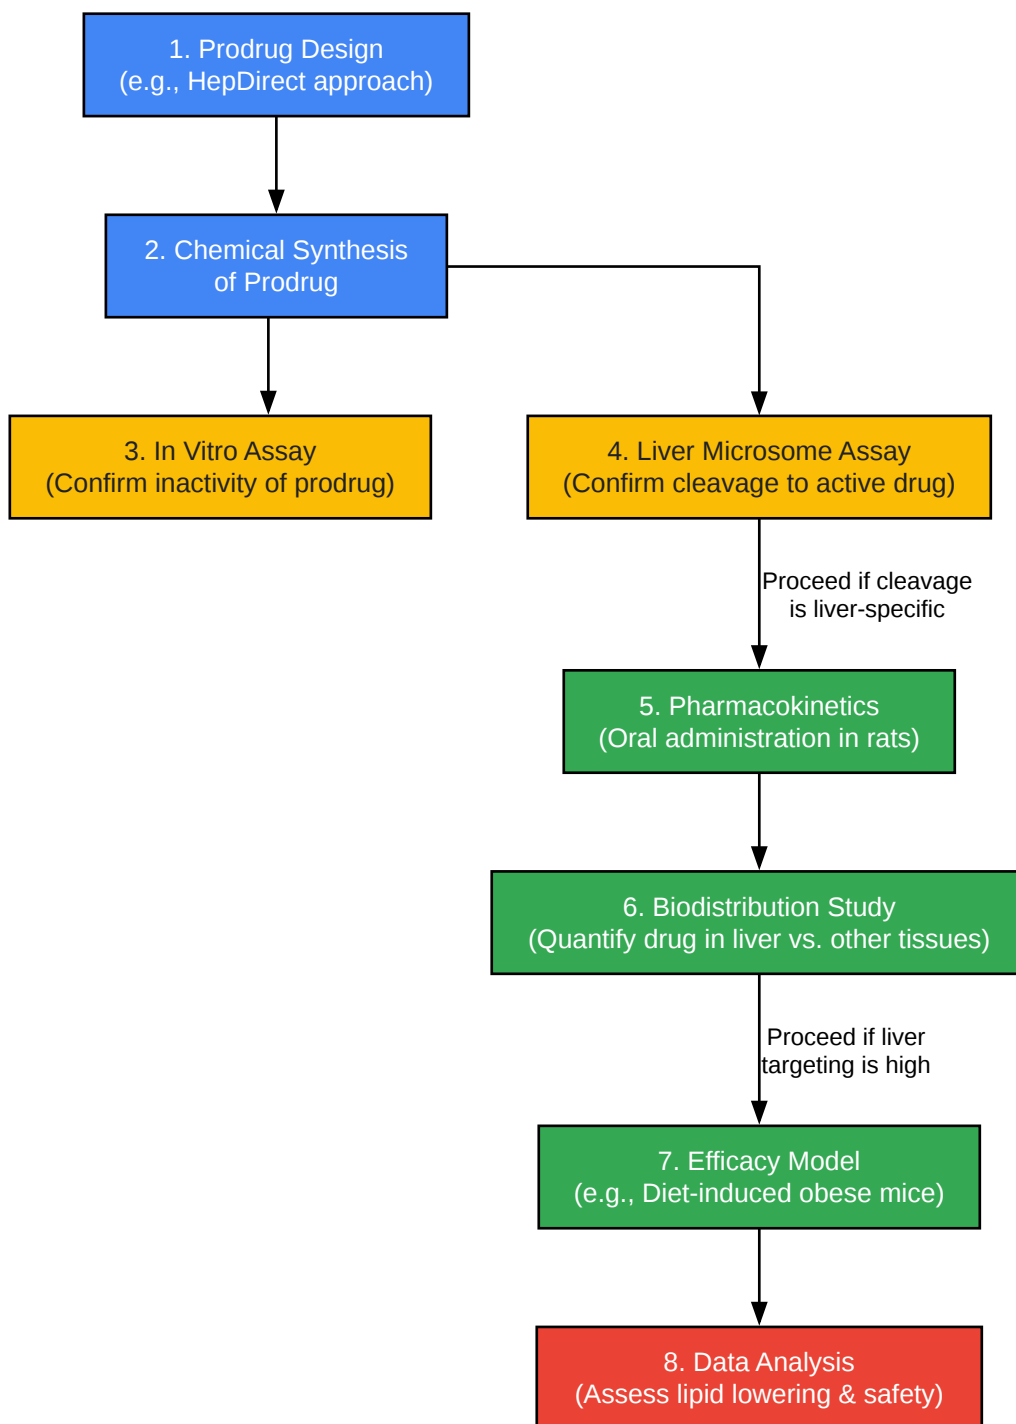 1. Prodrug Design
(e.g., HepDirect approach)
2. Chemical Synthesis
of Prodrug
3. In Vitro Assay
(Confirm inactivity of prodrug)
4. Liver Microsome Assay
(Confirm cleavage to active drug)
Proceed if cleavage
is liver-specific
5. Pharmacokinetics
(Oral administration in rats)
6. Biodistribution Study
(Quantify drug in liver vs. other tissues)
Proceed if liver
targeting is high
7. Efficacy Model
(e.g., Diet-induced obese mice)
8. Data Analysis
(Assess lipid lowering & safety)